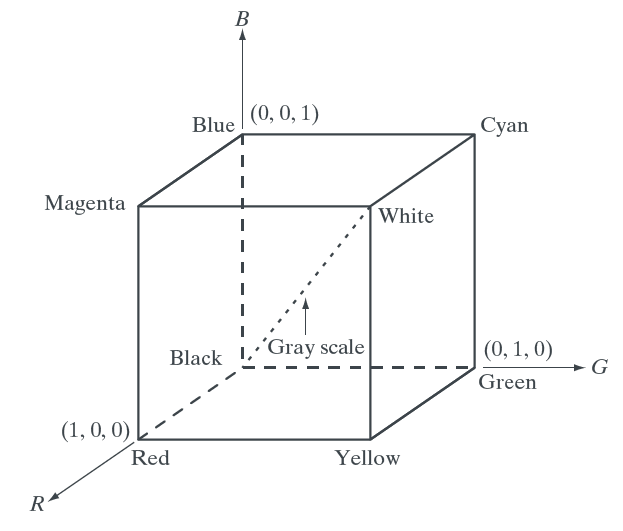 B
(0, 0, 1)
Blue
Cyan
Magenta
White
Black
Gray scale
(0, 1, 0)
G
Green
(1, 0, 0)
Red
Yellow
R